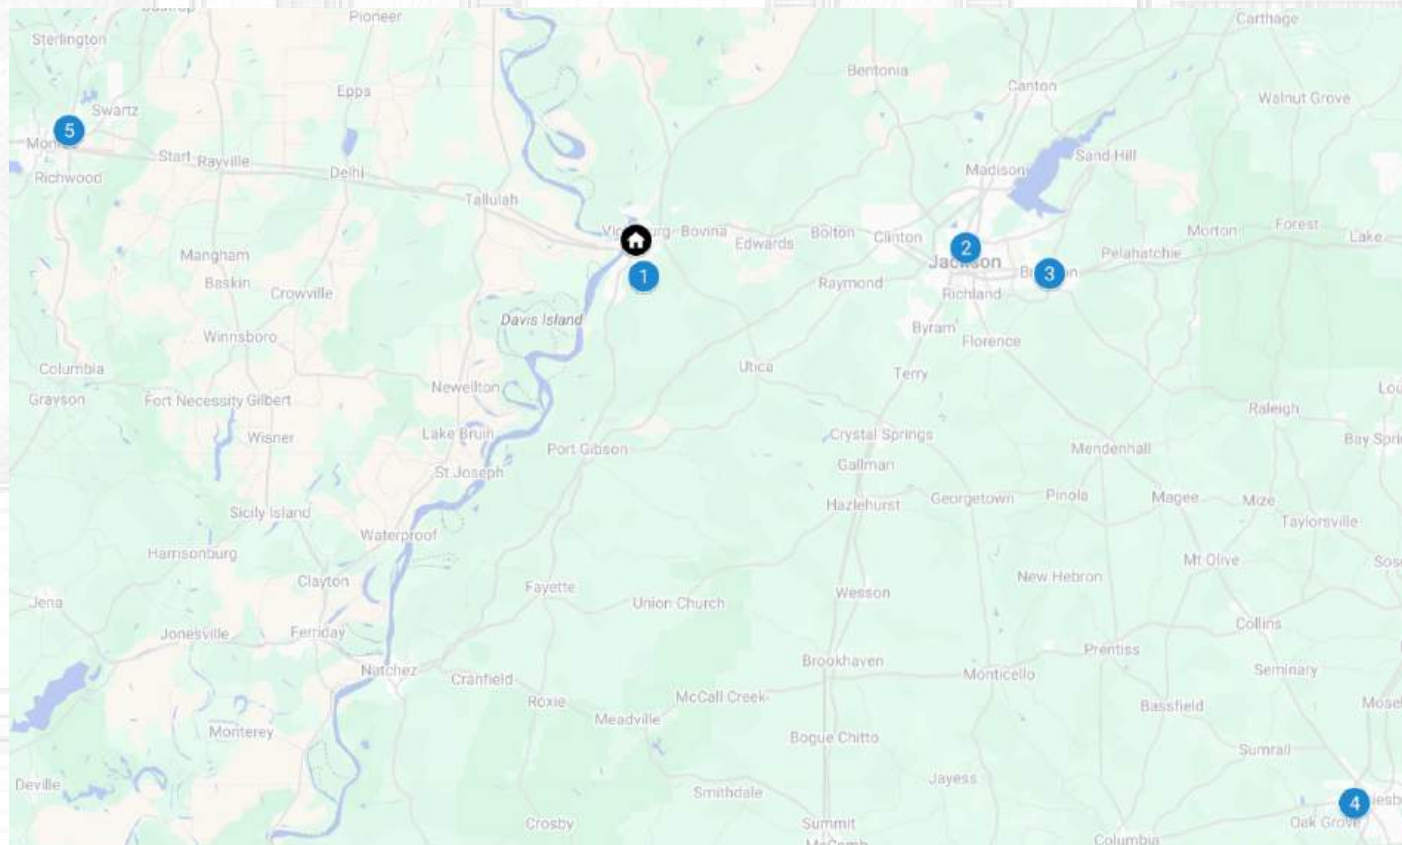 Pioneer
Carthage
Sterlington
Bentonia
Canton
Epps
Walnut Grove
Swartz
5
Start
Rayville
Sand Hill
Delhi
Madison
Richwood
Tallulah
Bovina
Bolton
Clinton
Edwards
Morton
Forest
Lake
2
Mangham
Pelahatchie
Jackson
1
3
Baskin
Raymond
Crowville
Richland
Davis Island
Byram
Winnsboro
Florence
Columbia
Utica
Terry
Newellton
Grayson
Fort Necessity
Gilbert
Raleigh
Wisner
Lake Bruin
Crystal Springs
Port Gibson
Mendenhall
Gallman
St Joseph
Hazlehurst
Georgetown
Pinola
Magee
Mize
Sicily Island
Taylorsville
Waterproof
Harrisonburg
Mt Olive
Clayton
New Hebron
Fayette
Wesson
Jena
Union Church
Collins
Jonesville
Ferriday
Prentiss
Brookhaven
Natchez
Seminary
Monticello
Cranfield
McCall Creek
Roxie
Bassfield
Meadville
Monterey
Bogue Chitto
Sumrall
Jayess
Deville
Smithdale
4
Crosby
Summit
Oak Grove
Columbia